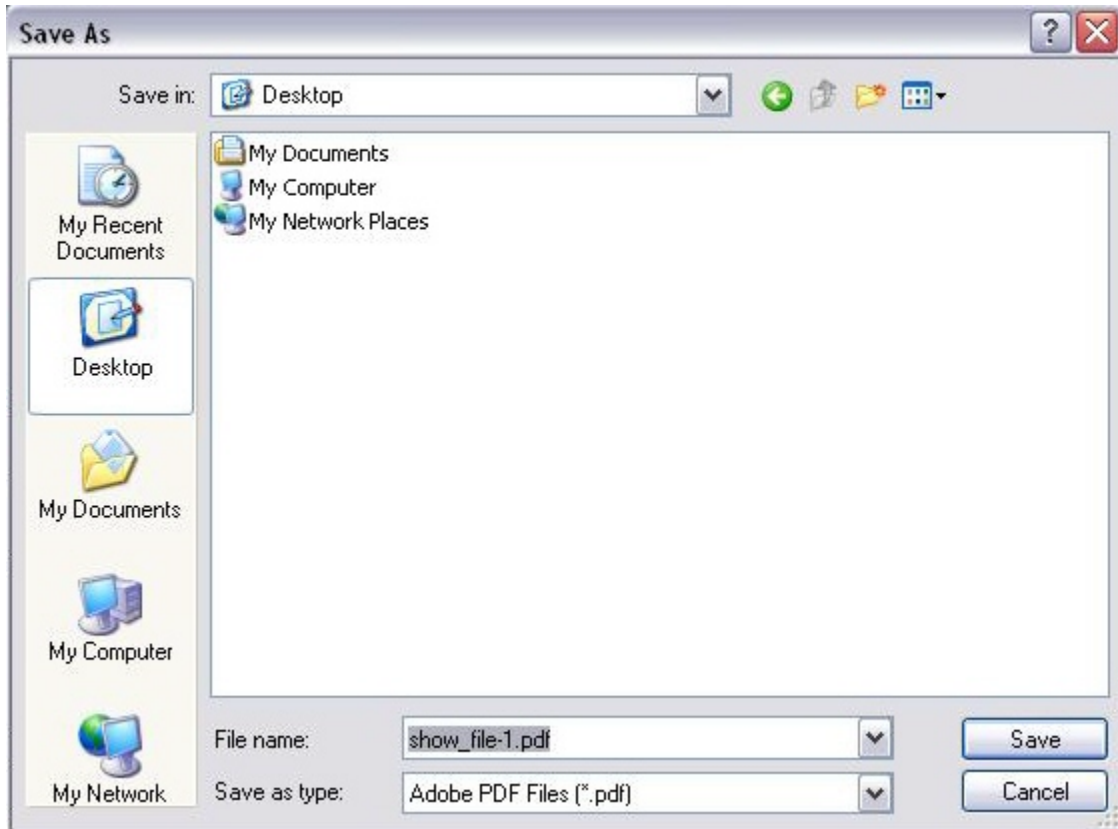 Save As
Save in: Desktop
My Documents
My Computer
My Network Places
My Recent
Documents
Desktop
My Documents
My Computer
My Network
File name: show_file-1.pdf Save
Save as type: Adobe PDF Files (*.pdf) Cancel